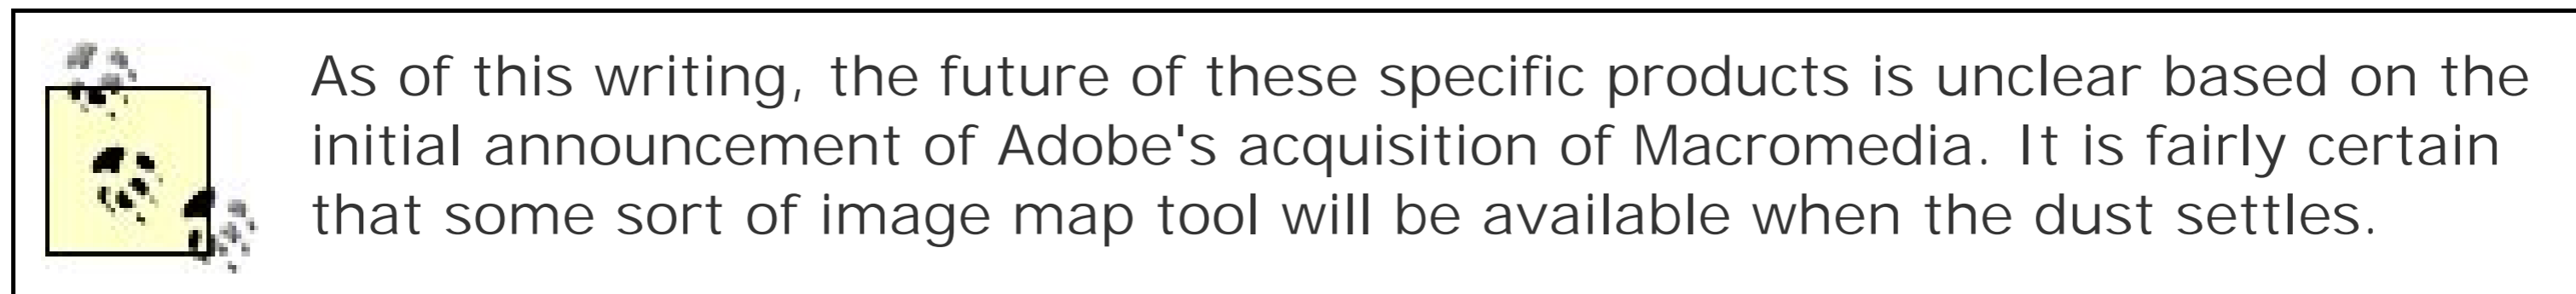 As of this writing, the future of these specific products is unclear based on the
initial announcement of Adobe's acquisition of Macromedia. It is fairly certain
that some sort of image map tool will be available when the dust settles.